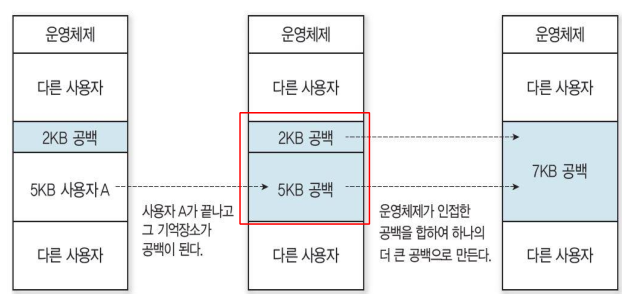 운영체제
다른 사용자
2KB 공백
5KB 사용자 A
다른 사용자
사용자 A가 끝나고
그 기억장소가
공백이 된다.
운영체제
다른 사용자
2KB 공백
5KB 공백
다른 사용자
운영체제가 인접한
공백을 합하여 하나의
더 큰 공백으로 만든다.
운영체제
다른 사용자
7KB 공백
다른 사용자